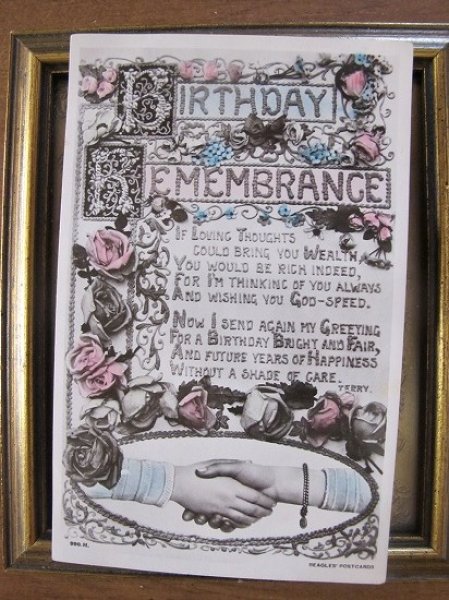 BIRTHDAY
REMEMBRANCE
IF LOVING THOUGHTS
COULD BRING YOU WEALTH,
YOU WOULD BE RICH INDEED,
FOR I'M THINKING OF YOU ALWAYS
AND WISHING YOU GOD-SPEED.
NOW I SEND AGAIN MY GREETING
FOR A BIRTHDAY BRIGHT AND FAIR,
AND FUTURE YEARS OF HAPPINESS
WITHOUT A SHADE OF CARE.
TERRY.
BEAGLES' POSTCARDS